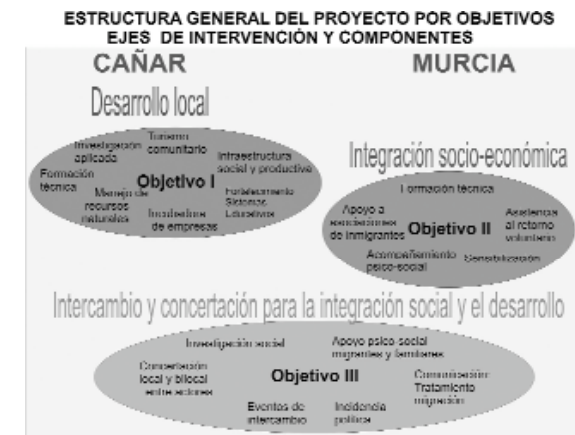 ESTRUCTURA GENERAL DEL PROYECTO POR OBJETIVOS
EJES DE INTERVENCIÓN Y COMPONENTES
CAÑAR
MURCIA
Desarrollo local
Turismo
comunitario
Investigación
aplicada
Infraestructura
social y productiva
Formación
técnica
Objetivo I
Manejo de
recursos
naturales
Fortalecimiento
Sistemas
Educativos
Incubadora
de empresas
Integración socio-económica
Formación técnica
Apoyo a
asociaciones
de inmigrantes
Objetivo II
Asistencia
al retorno
voluntario
Acompañamiento
psico-social
Sensibilización
Intercambio y concertación para la integración social y el desarrollo
Investigación social
Apoyo psico-social
migrantes y familiares
Concertación
local y bilocal
entre actores
Objetivo III
Comunicación:
Tratamiento
migración
Eventos de
intercambio
Incidencia
política